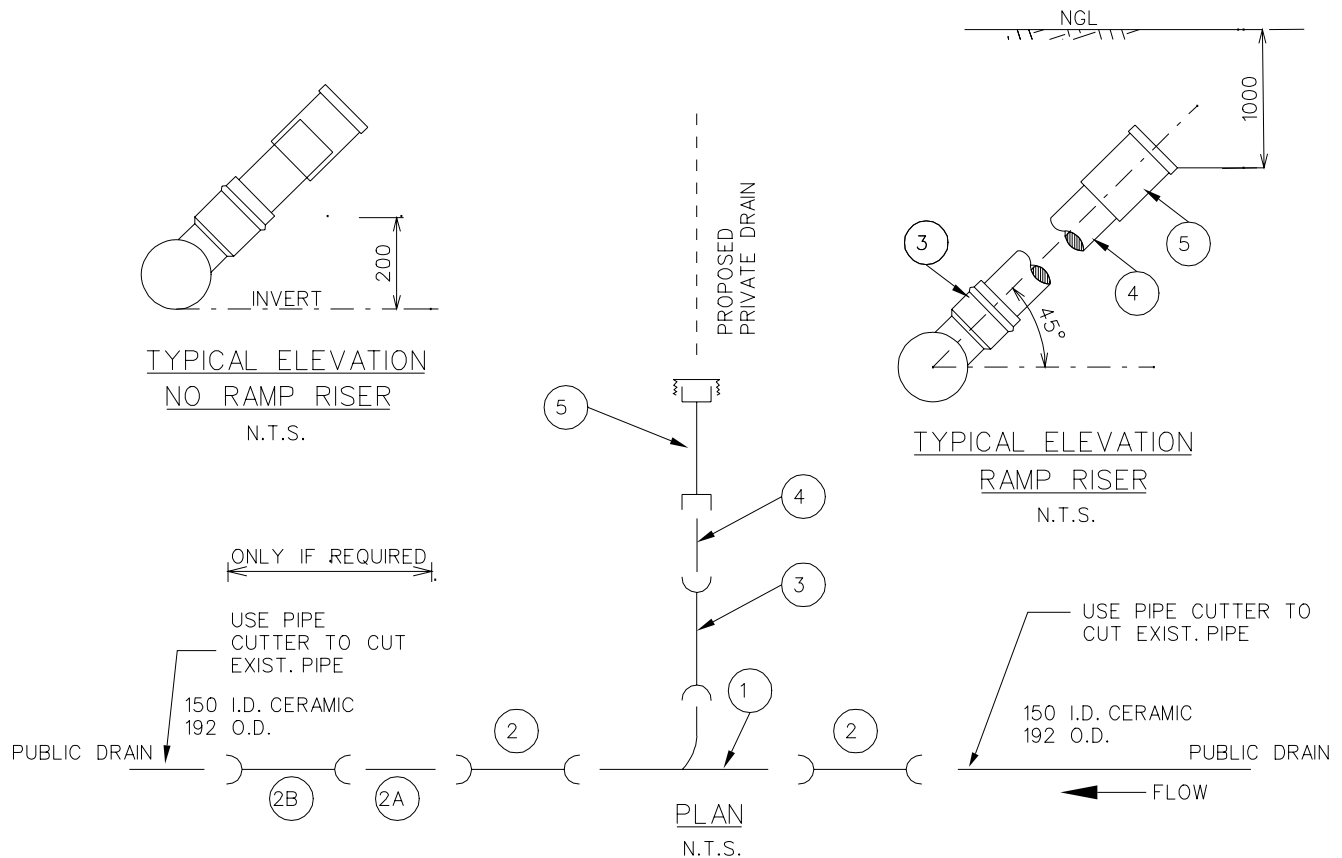 NGL
1000
3
5
4
45°
200
INVERT
TYPICAL ELEVATION
NO RAMP RISER
N.T.S.
PROPOSED
PRIVATE DRAIN
TYPICAL ELEVATION
RAMP RISER
N.T.S.
5
4
3
1
ONLY IF REQUIRED
USE PIPE
CUTTER TO CUT
EXIST. PIPE
150 I.D. CERAMIC
192 O.D.
PUBLIC DRAIN
2B
2A
2
2
USE PIPE CUTTER TO
CUT EXIST. PIPE
150 I.D. CERAMIC
192 O.D.
PUBLIC DRAIN
FLOW
PLAN
N.T.S.